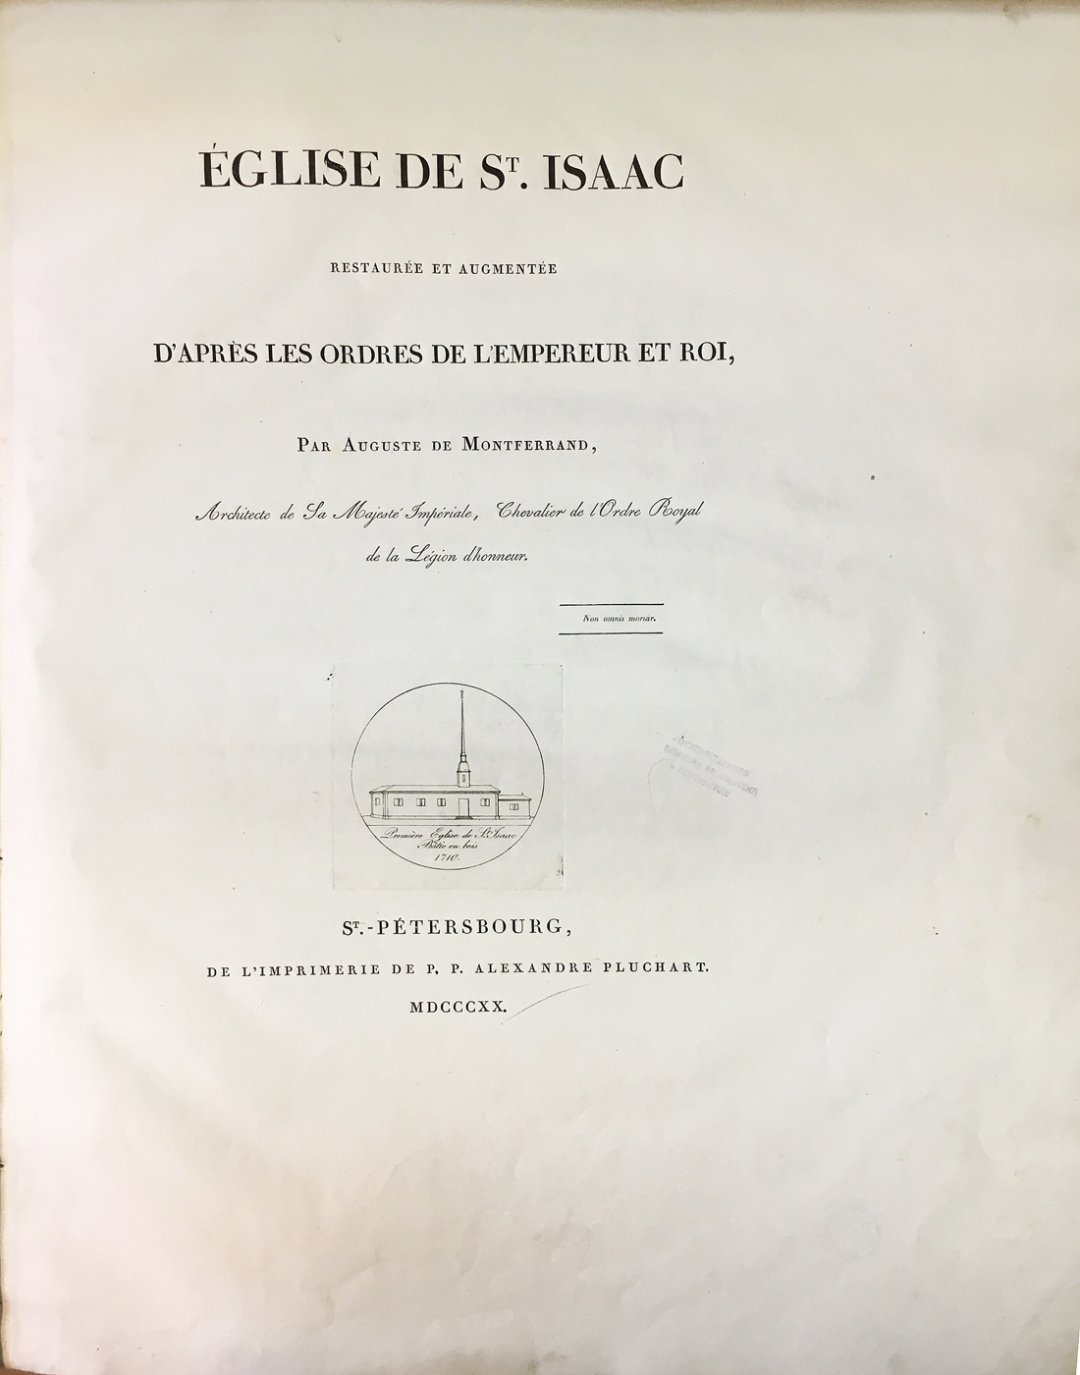 ÉGLISE DE Sᵀ. ISAAC
RESTAURÉE ET AUGMENTÉE
D'APRÈS LES ORDRES DE L'EMPEREUR ET ROI,
PAR AUGUSTE DE MONTFERRAND,
Architecte de Sa Majesté Impériale, Chevalier de l'Ordre Royal
de la Légion d'honneur.
Non omnis moriar.
Première Eglise de Sᵗ. Isaac
Bâtie en bois
1710.
Sᵀ.-PÉTERSBOURG,
DE L'IMPRIMERIE DE P. P. ALEXANDRE PLUCHART.
MDCCCXX.